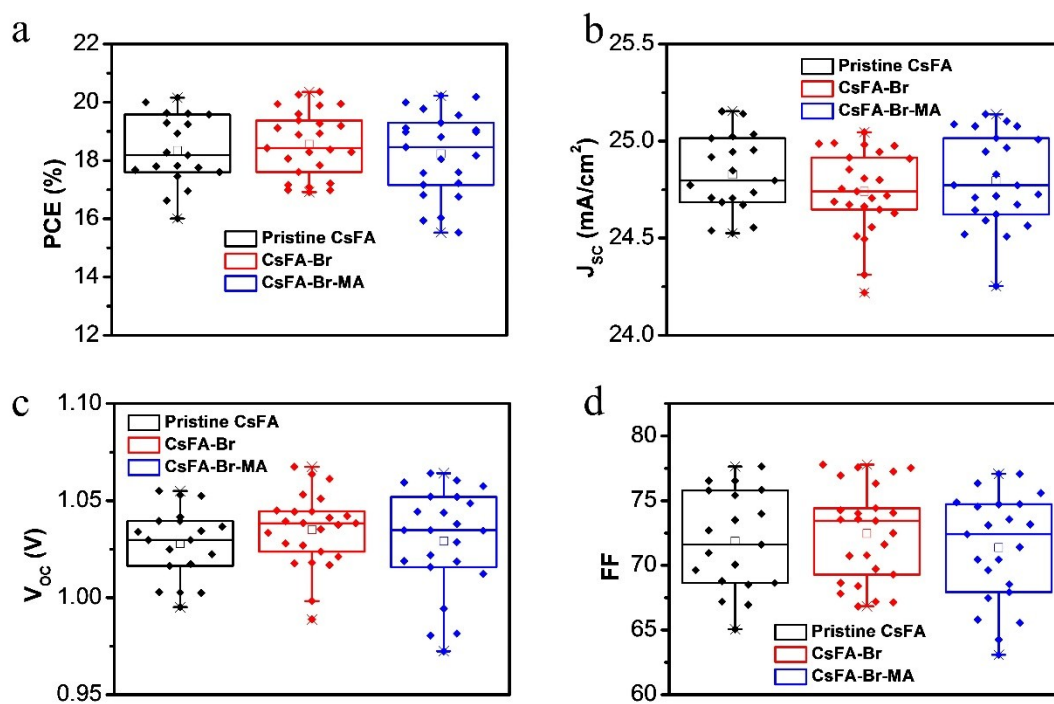 a
PCE (%)
22
20
18
16
14
12
Pristine CsFA
CsFA-Br
CsFA-Br-MA
b
J_SC (mA/cm²)
25.5
25.0
24.5
24.0
Pristine CsFA
CsFA-Br
CsFA-Br-MA
c
V_OC (V)
1.10
1.05
1.00
0.95
Pristine CsFA
CsFA-Br
CsFA-Br-MA
d
FF
80
75
70
65
60
Pristine CsFA
CsFA-Br
CsFA-Br-MA